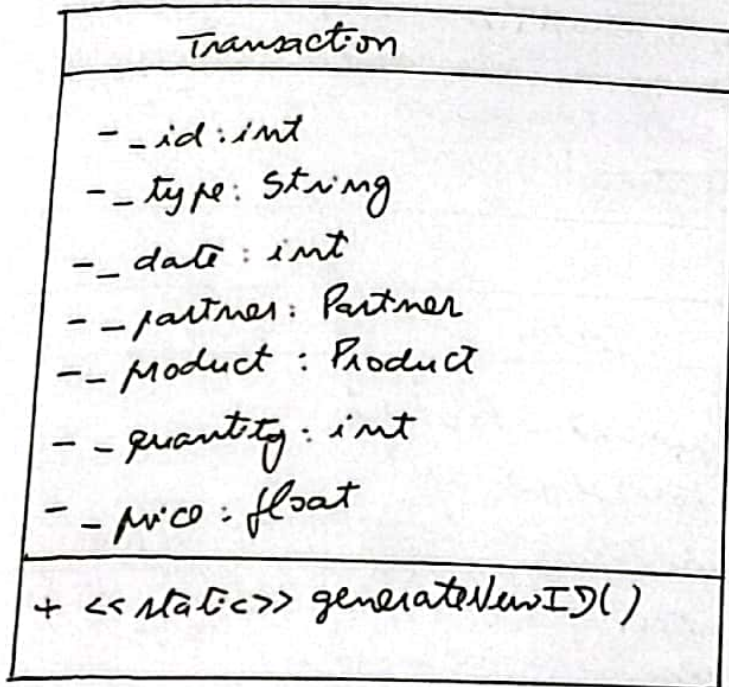 Transaction
- _id: int
- _type: String
- _date: int
- _partner: Partner
- _product: Product
- _quantity: int
- _price: float
+ <<static>> generateNewID()